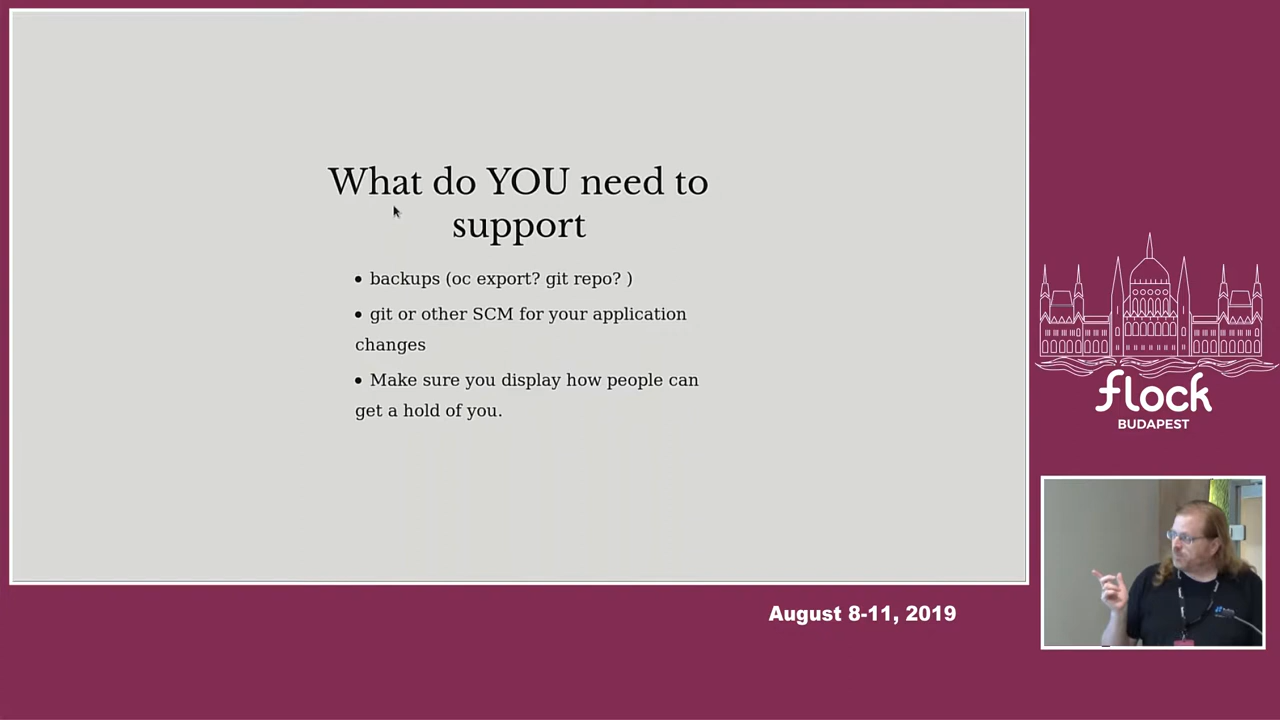 What do YOU need to
support
• backups (oc export? git repo? )
• git or other SCM for your application
changes
• Make sure you display how people can
get a hold of you.
flock
BUDAPEST
August 8-11, 2019